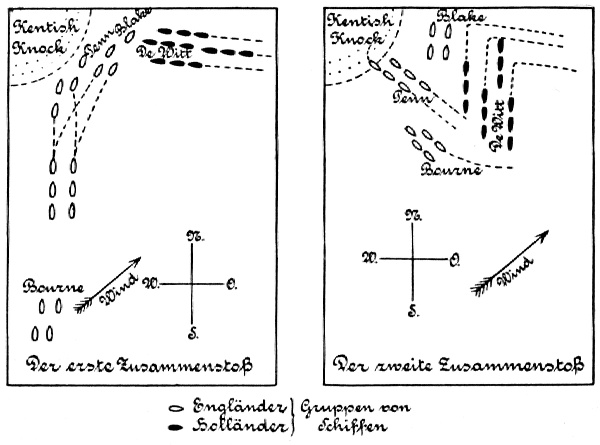 Kentish
Knock
Penn
Blake
De Witt
Bourne
Wind
N.
W.
O.
S.
Der erste Zusammenstoß
Kentish
Knock
Blake
Penn
De Witt
Bourne
N.
W.
O.
S.
Wind
Der zweite Zusammenstoß
Engländer } Gruppen von
Holländer } Schiffen